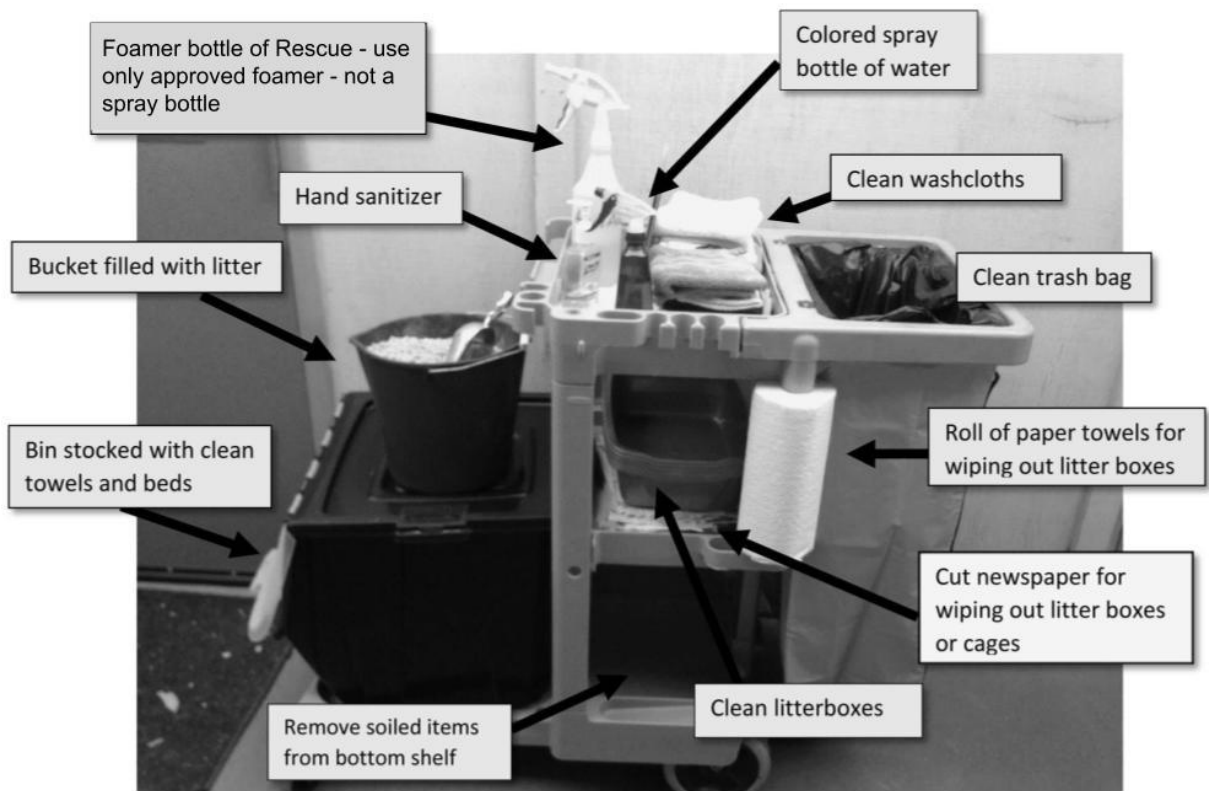 Foamer bottle of Rescue - use
only approved foamer - not a
spray bottle
Colored spray
bottle of water
Hand sanitizer
Clean washcloths
Bucket filled with litter
Clean trash bag
Bin stocked with clean
towels and beds
Roll of paper towels for
wiping out litter boxes
Cut newspaper for
wiping out litter boxes
or cages
Clean litterboxes
Remove soiled items
from bottom shelf